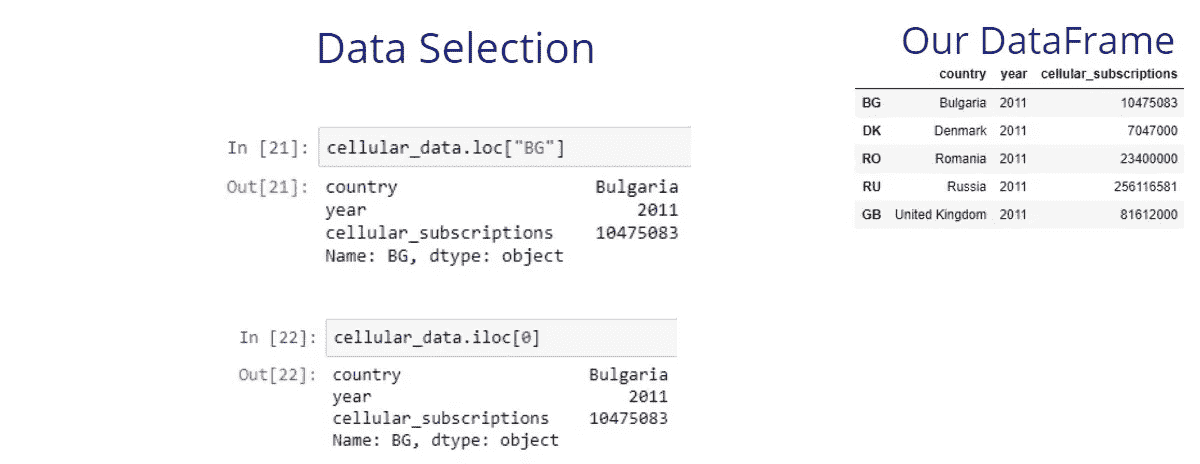 Data Selection
In [21]: cellular_data.loc["BG"]
Out[21]: country Bulgaria
year 2011
cellular_subscriptions 10475083
Name: BG, dtype: object
In [22]: cellular_data.iloc[0]
Out[22]: country Bulgaria
year 2011
cellular_subscriptions 10475083
Name: BG, dtype: object
Our DataFrame
country year cellular_subscriptions
BG Bulgaria 2011 10475083
DK Denmark 2011 7047000
RO Romania 2011 23400000
RU Russia 2011 256116581
GB United Kingdom 2011 81612000